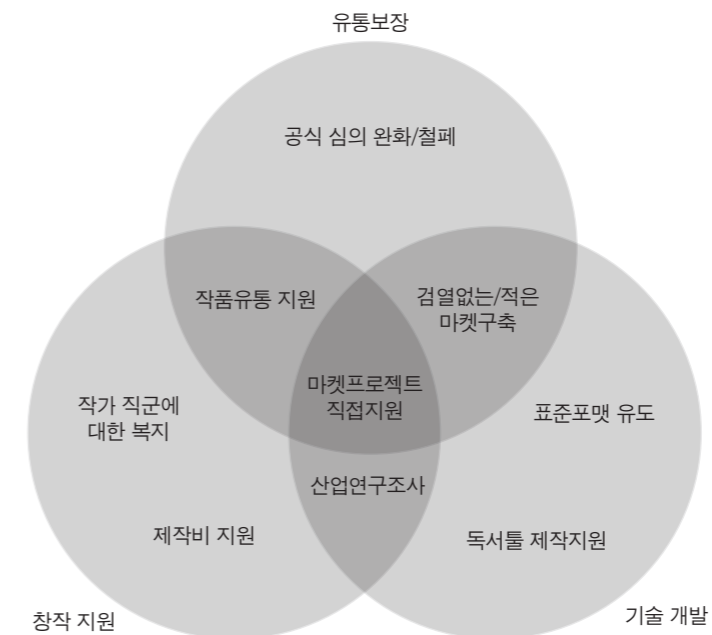 유통보장
공식 심의 완화/철페
작품유통 지원
검열없는/적은
마켓구축
마켓프로젝트
직접지원
작가 직군에
대한 복지
표준포맷 유도
산업연구조사
제작비 지원
독서툴 제작지원
창작 지원
기술 개발